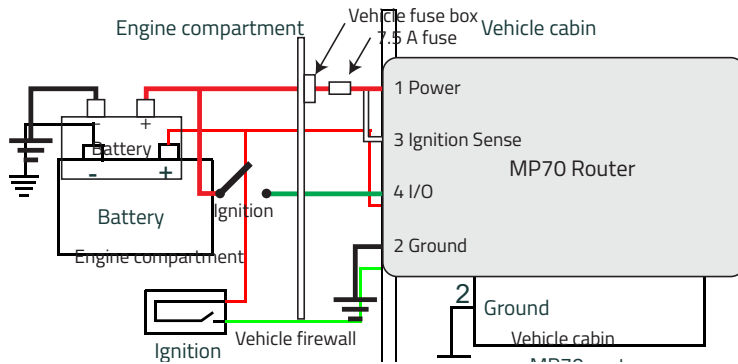 Vehicle fuse box
Engine compartment
Vehicle cabin
7.5 A fuse
1 Power
- +
Battery
3 Ignition Sense
MP70 Router
- +
4 I/O
Battery
Ignition
2 Ground
Engine compartment
2
Ground
Vehicle firewall
Vehicle cabin
Ignition